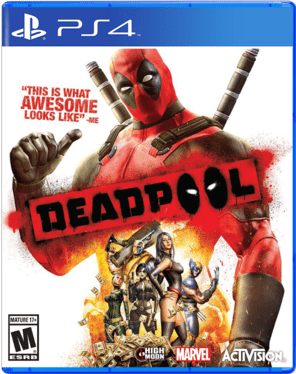 PS4
"THIS IS WHAT
AWESOME
LOOKS LIKE" -ME
DEADPOOL
MATURE 17+
M
ESRB
HIGH MOON
MARVEL
ACTIVISION